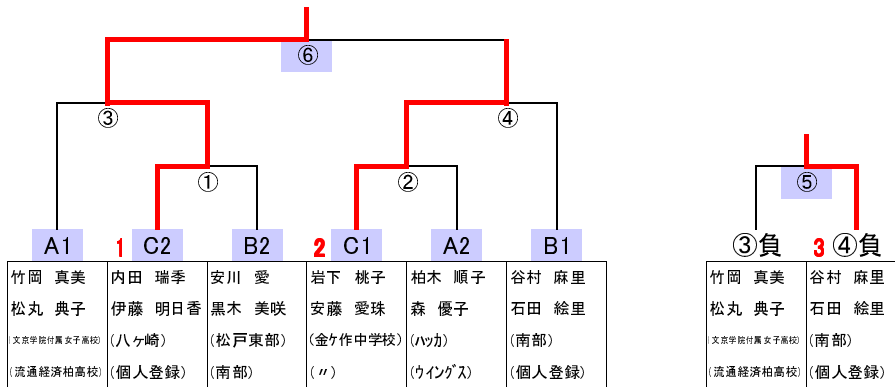 ⑥
③ ④
① ② ⑤
A1 1 C2 B2 2 C1 A2 B1 ③負 3 ④負
竹岡 真美 内田 瑞季 安川 愛 岩下 桃子 柏木 順子 谷村 麻里 竹岡 真美 谷村 麻里
松丸 典子 伊藤 明日香 黒木 美咲 安藤 愛珠 森 優子 石田 絵里 松丸 典子 石田 絵里
(文京学院付属女子高校) (八ヶ崎) (松戸東部) (金ケ作中学校) (ハッカ) (南部) (文京学院付属女子高校) (南部)
(流通経済柏高校) (個人登録) (南部) (〃) (ウイングス) (個人登録) (流通経済柏高校) (個人登録)